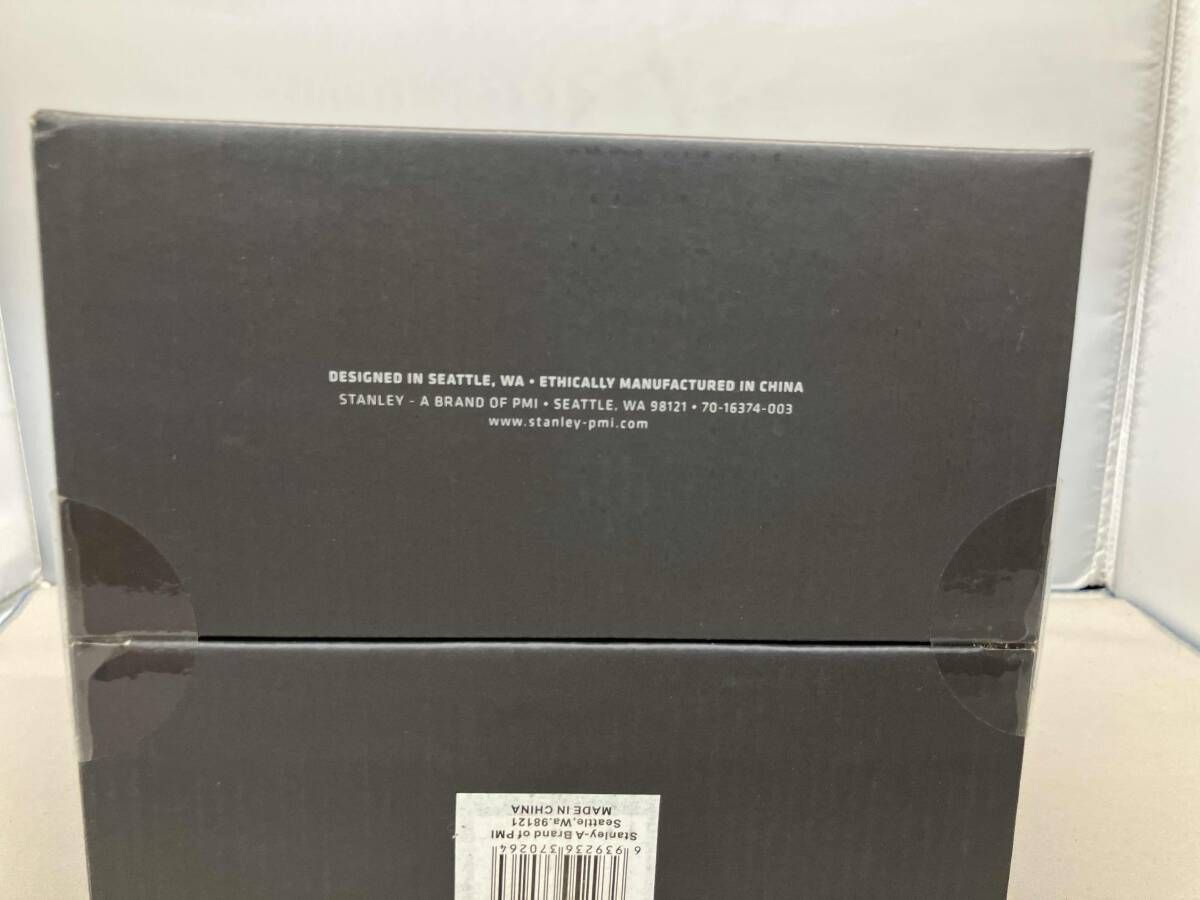 DESIGNED IN SEATTLE, WA • ETHICALLY MANUFACTURED IN CHINA
STANLEY - A BRAND OF PMI • SEATTLE, WA 98121 • 70-16374-003
www.stanley-pmi.com
6 939236 370264
Stanley-A Brand of PMI
Seattle,Wa.98121
MADE IN CHINA